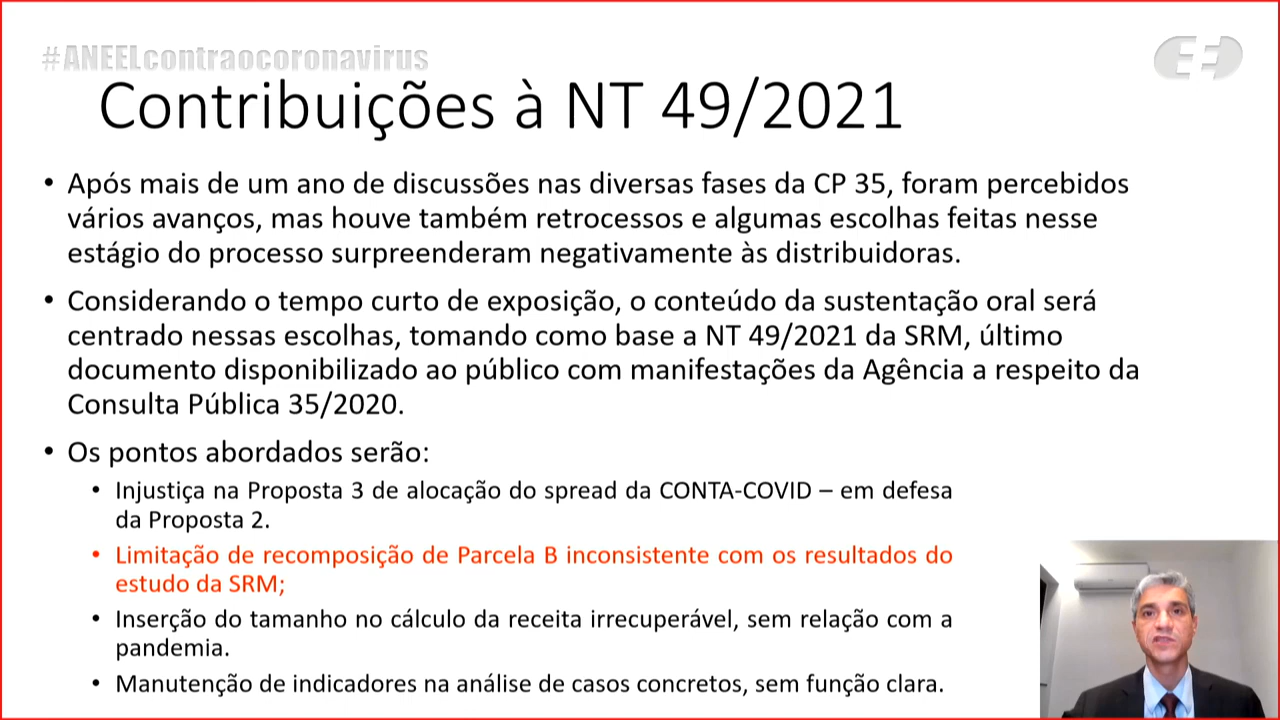 #ANEELcontraocoronavirus
Contribuições à NT 49/2021
• Após mais de um ano de discussões nas diversas fases da CP 35, foram percebidos
vários avanços, mas houve também retrocessos e algumas escolhas feitas nesse
estágio do processo surpreenderam negativamente às distribuidoras.
• Considerando o tempo curto de exposição, o conteúdo da sustentação oral será
centrado nessas escolhas, tomando como base a NT 49/2021 da SRM, último
documento disponibilizado ao público com manifestações da Agência a respeito da
Consulta Pública 35/2020.
• Os pontos abordados serão:
• Injustiça na Proposta 3 de alocação do spread da CONTA-COVID – em defesa
da Proposta 2.
• Limitação de recomposição de Parcela B inconsistente com os resultados do
estudo da SRM;
• Inserção do tamanho no cálculo da receita irrecuperável, sem relação com a
pandemia.
• Manutenção de indicadores na análise de casos concretos, sem função clara.